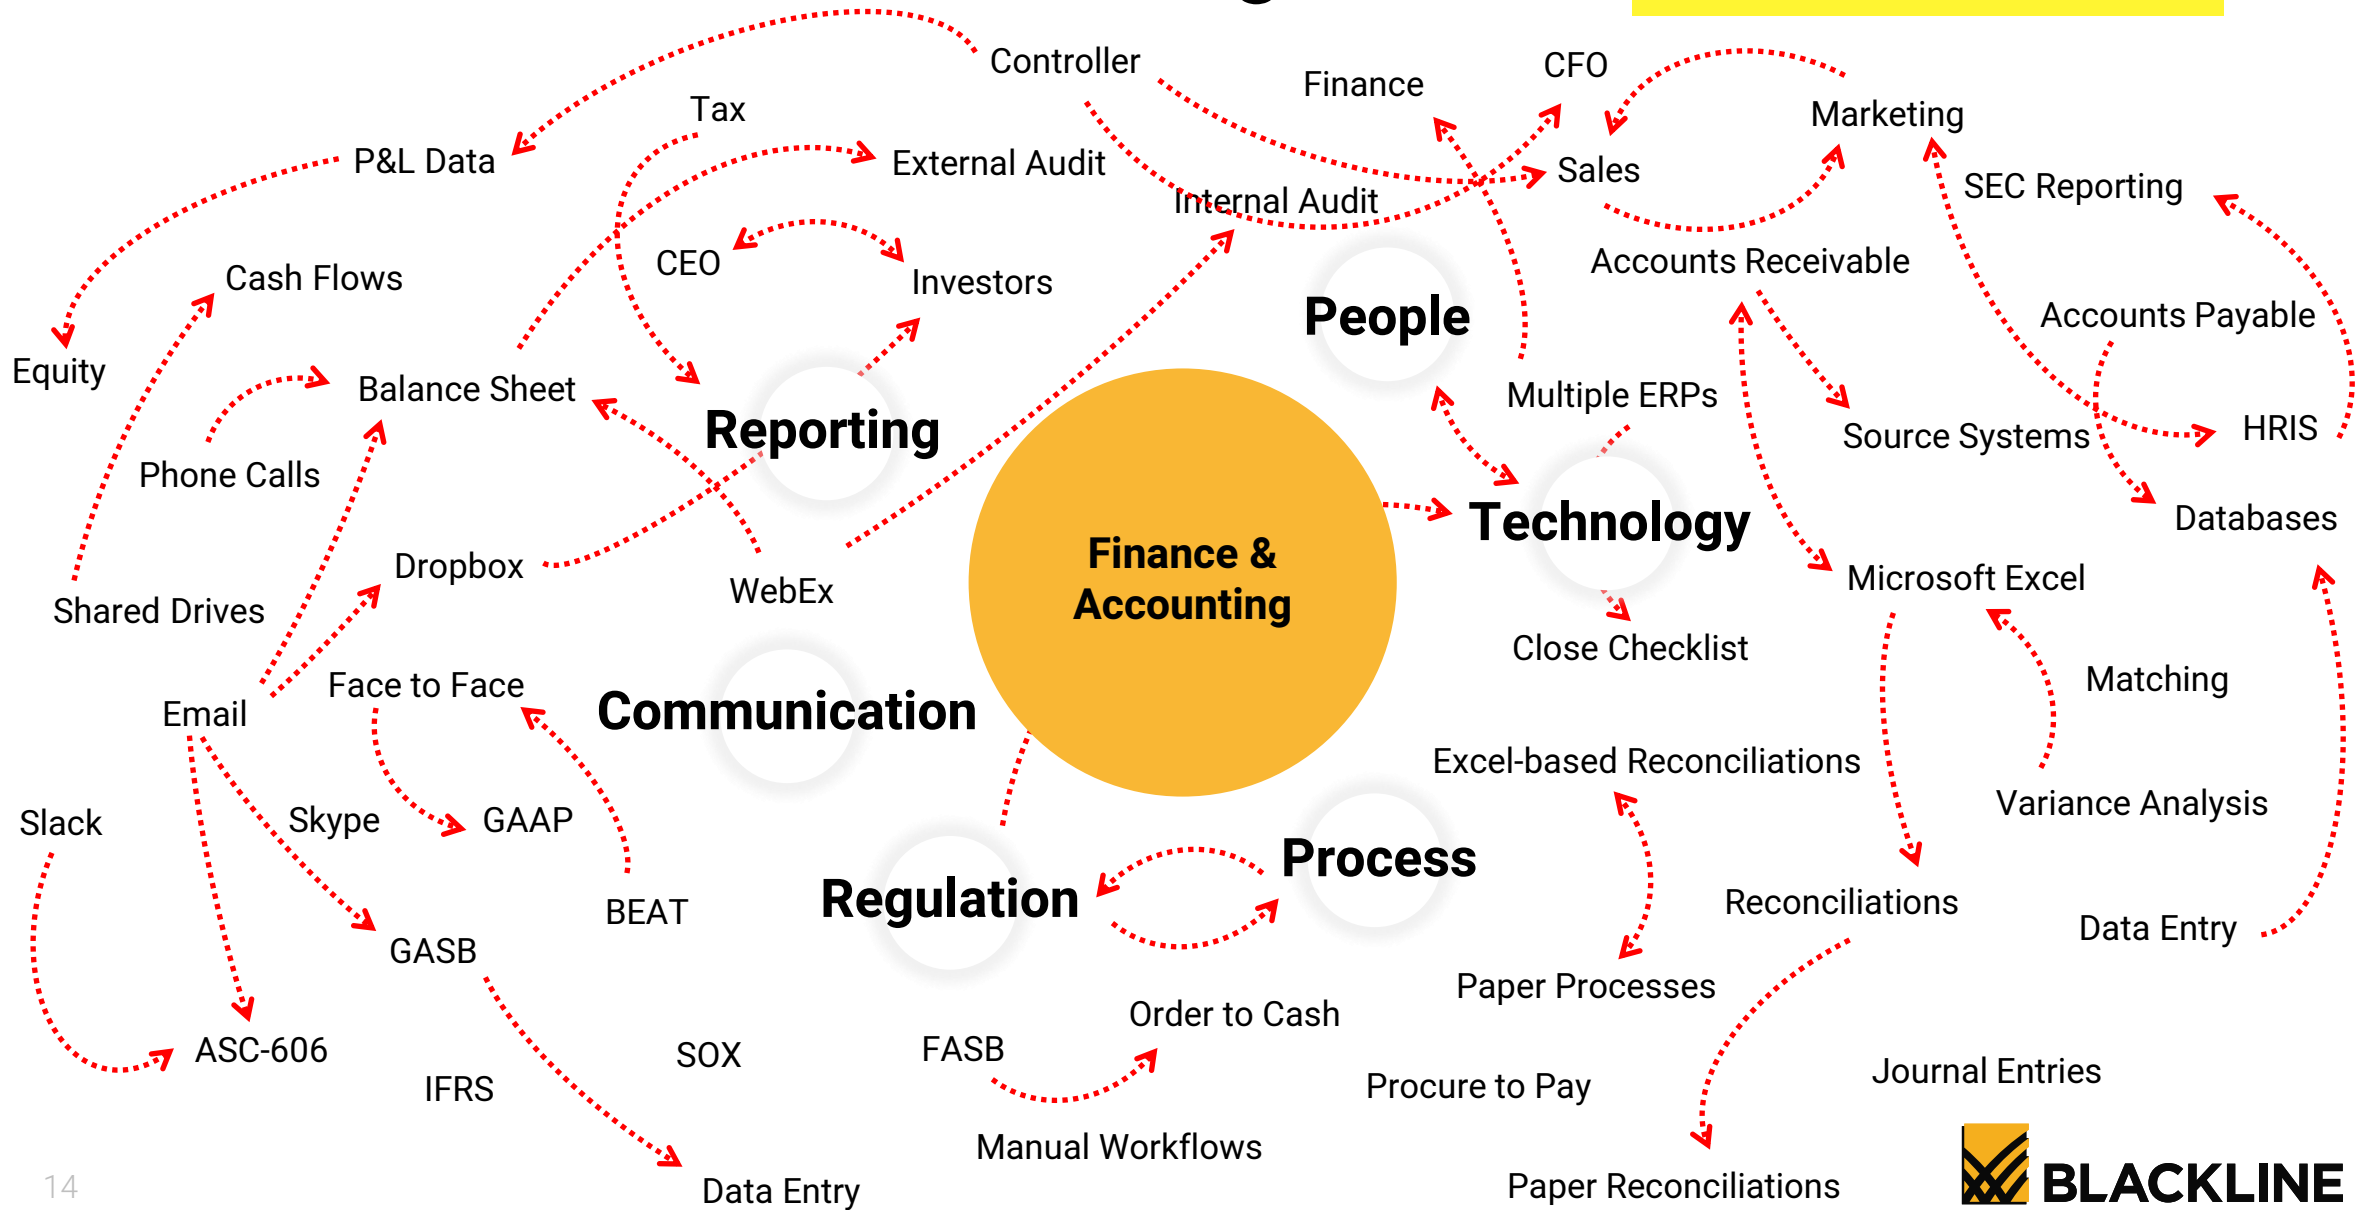 Controller
CFO
Finance
Tax
Marketing
P&L Data
External Audit
Sales
Internal Audit
SEC Reporting
CEO
Accounts Receivable
Cash Flows
Investors
People
Accounts Payable
Equity
Balance Sheet
Multiple ERPs
Reporting
HRIS
Source Systems
Phone Calls
Technology
Databases
Finance &
Accounting
Dropbox
WebEx
Microsoft Excel
Shared Drives
Close Checklist
Face to Face
Matching
Email
Communication
Excel-based Reconciliations
Variance Analysis
Slack
Skype
GAAP
Process
Regulation
BEAT
Reconciliations
Data Entry
GASB
Paper Processes
Order to Cash
ASC-606
SOX
FASB
Journal Entries
IFRS
Procure to Pay
Manual Workflows
14
Data Entry
Paper Reconciliations
BLACKLINE